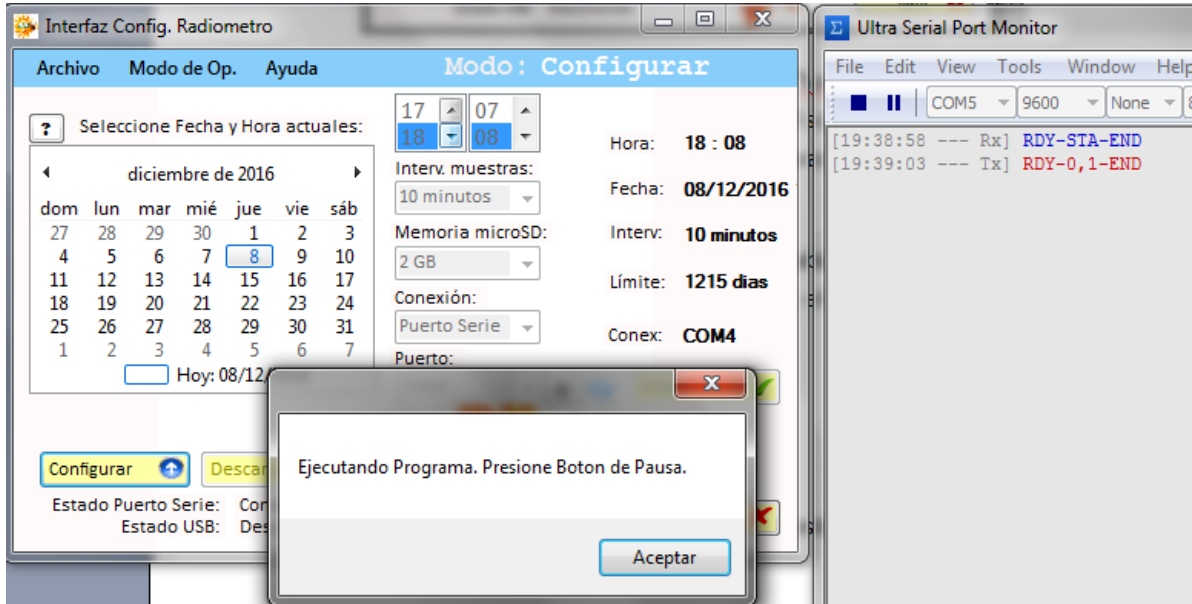 Interfaz Config. Radiometro
Archivo Modo de Op. Ayuda Modo: Configurar
? Seleccione Fecha y Hora actuales:
diciembre de 2016
dom lun mar mié jue vie sáb
27 28 29 30 1 2 3
4 5 6 7 8 9 10
11 12 13 14 15 16 17
18 19 20 21 22 23 24
25 26 27 28 29 30 31
1 2 3 4 5 6 7
Hoy: 08/12/
17 07
18 08
Interv. muestras:
10 minutos
Memoria microSD:
2 GB
Conexión:
Puerto Serie
Puerto:
Hora: 18 : 08
Fecha: 08/12/2016
Interv: 10 minutos
Límite: 1215 dias
Conex: COM4
Configurar Descar
Estado Puerto Serie: Con
Estado USB: Des
Ejecutando Programa. Presione Boton de Pausa.
Aceptar
Σ Ultra Serial Port Monitor
File Edit View Tools Window Help
COM5 9600 None 8
[19:38:58 --- Rx] RDY-STA-END
[19:39:03 --- Tx] RDY-0,1-END